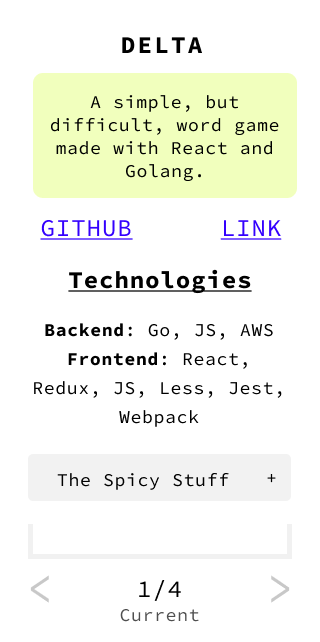 DELTA
A simple, but
difficult, word game
made with React and
Golang.
GITHUB LINK
Technologies
Backend: Go, JS, AWS
Frontend: React,
Redux, JS, Less, Jest,
Webpack
The Spicy Stuff +
< 1/4 >
Current